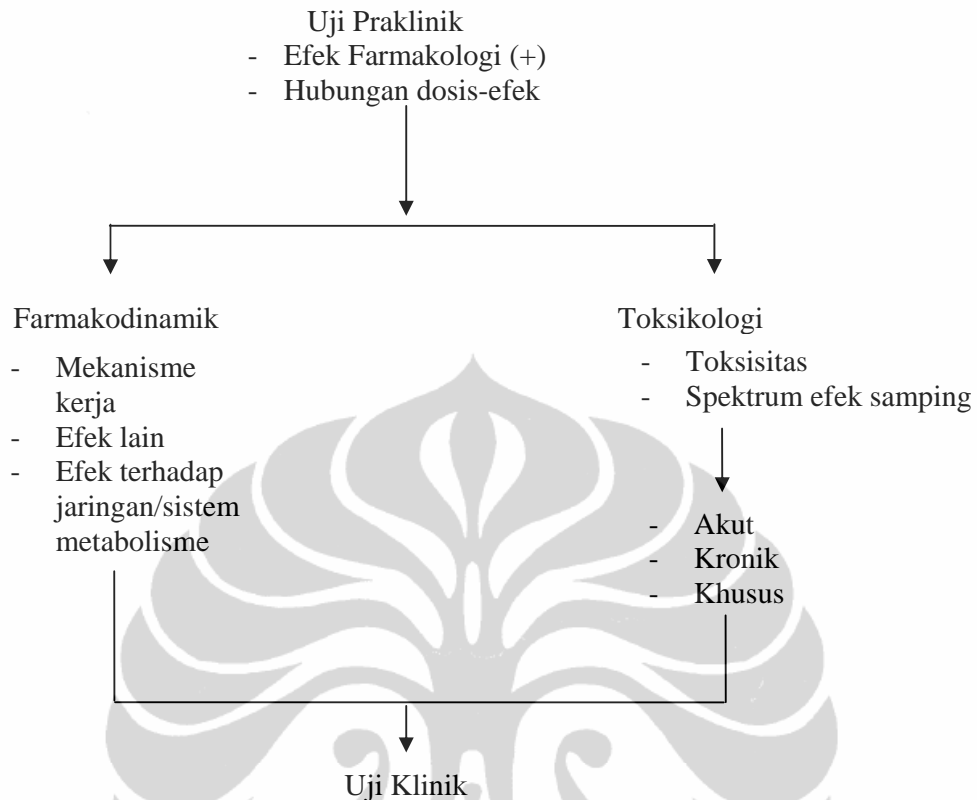 Uji Praklinik
- Efek Farmakologi (+)
- Hubungan dosis-efek
Farmakodinamik
- Mekanisme
kerja
- Efek lain
- Efek terhadap
jaringan/sistem
metabolisme
Toksikologi
- Toksisitas
- Spektrum efek samping
- Akut
- Kronik
- Khusus
Uji Klinik